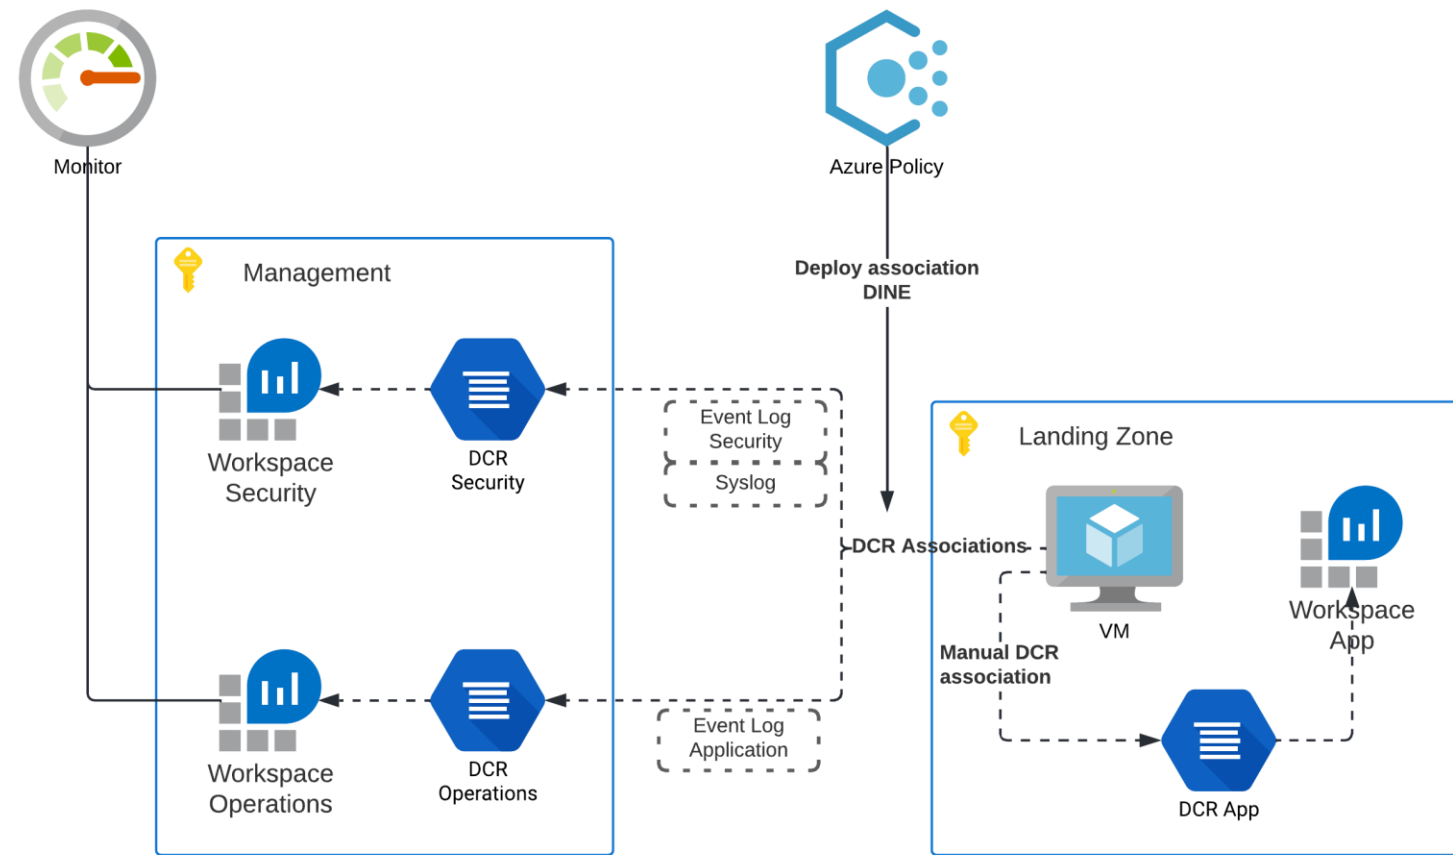 Monitor
Azure Policy
Deploy association
DINE
Management
Workspace
Security
DCR
Security
Event Log
Security
Syslog
DCR Associations
Workspace
Operations
DCR
Operations
Event Log
Application
Landing Zone
VM
Workspace
App
Manual DCR
association
DCR App